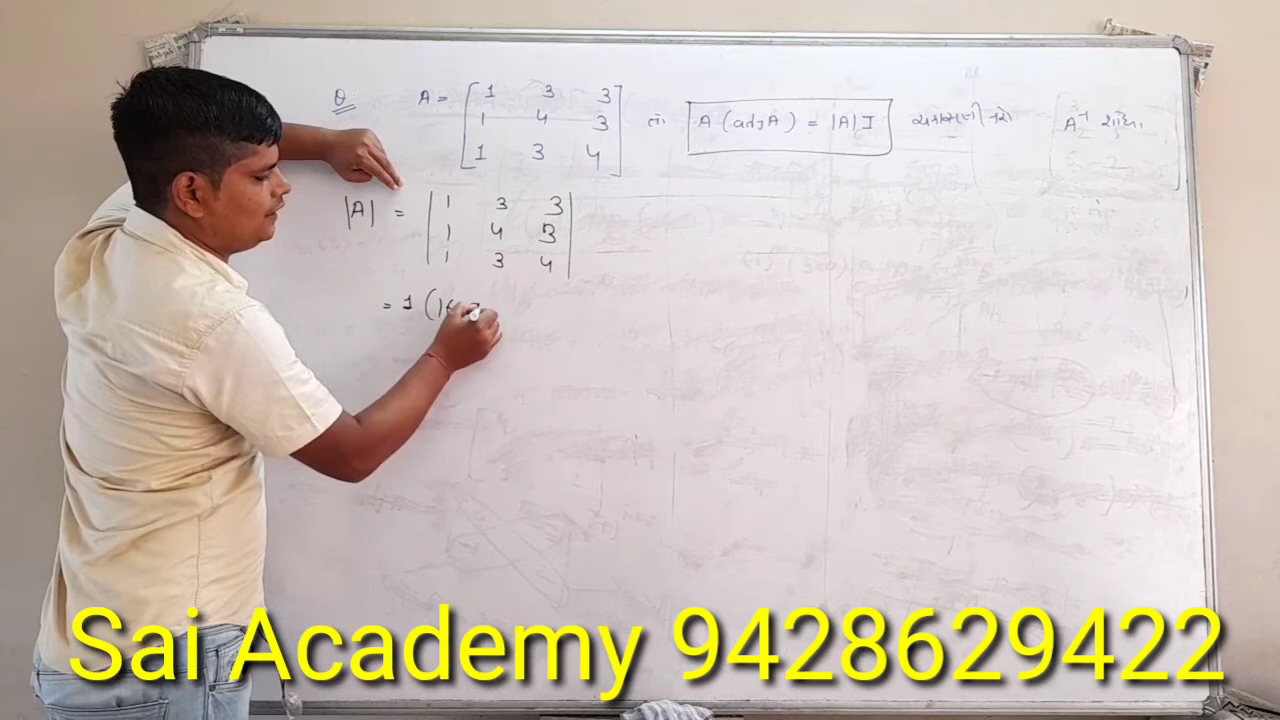 Q A = [ 1 3 3 તો A (adj A) = |A| I ચકાસણી કરો A⁻¹ શોધો.
1 4 3
1 3 4 ]
|A| = | 1 3 3
1 4 3
1 3 4 |
= 1 (16
Sai Academy 9428629422